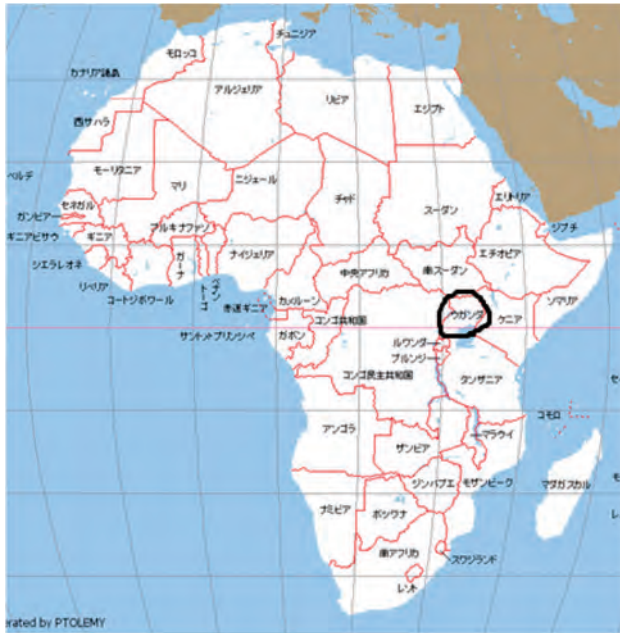 チュニジア
モロッコ
カナリア諸島
アルジェリア
リビア
エジプト
西サハラ
モーリタニア
ベルデ
マリ
ニジェール
チャド
スーダン
エリトリア
セネガル
ガンビア
ブルキナファソ
ジブチ
ギニアビサウ
ギニア
ナイジェリア
エチオピア
ガーナ
シエラレオネ
中央アフリカ
南スーダン
ベナン
トーゴ
リベリア
カメルーン
ソマリア
コートジボワール
赤道ギニア
コンゴ共和国
ウガンダ
ケニア
サントメプリンシペ
ガボン
ルワンダ
ブルンジ
コンゴ民主共和国
タンザニア
セ
コモロ
アンゴラ
マラウイ
ザンビア
モ
ジンバブエ
モザンビーク
マダガスカル
ナミビア
ボツワナ
レ
南アフリカ
スワジランド
レソト
erated by PTOLEMY